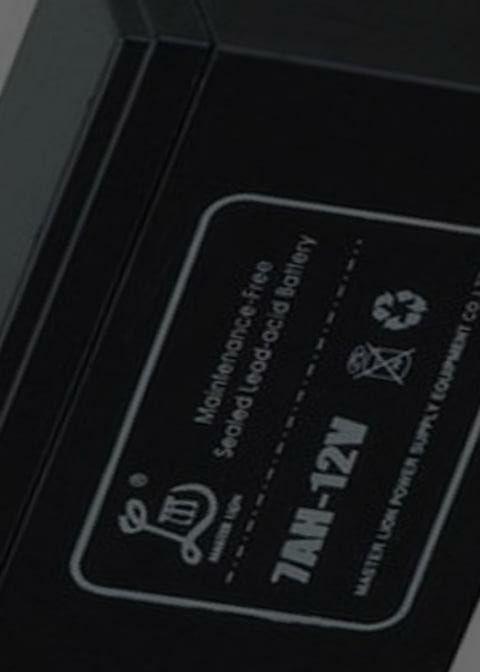 ®
MASTER LION
Maintenance-Free
Sealed Lead-acid Battery
7AH-12V
MASTER LION POWER SUPPLY EQUIPMENT CO